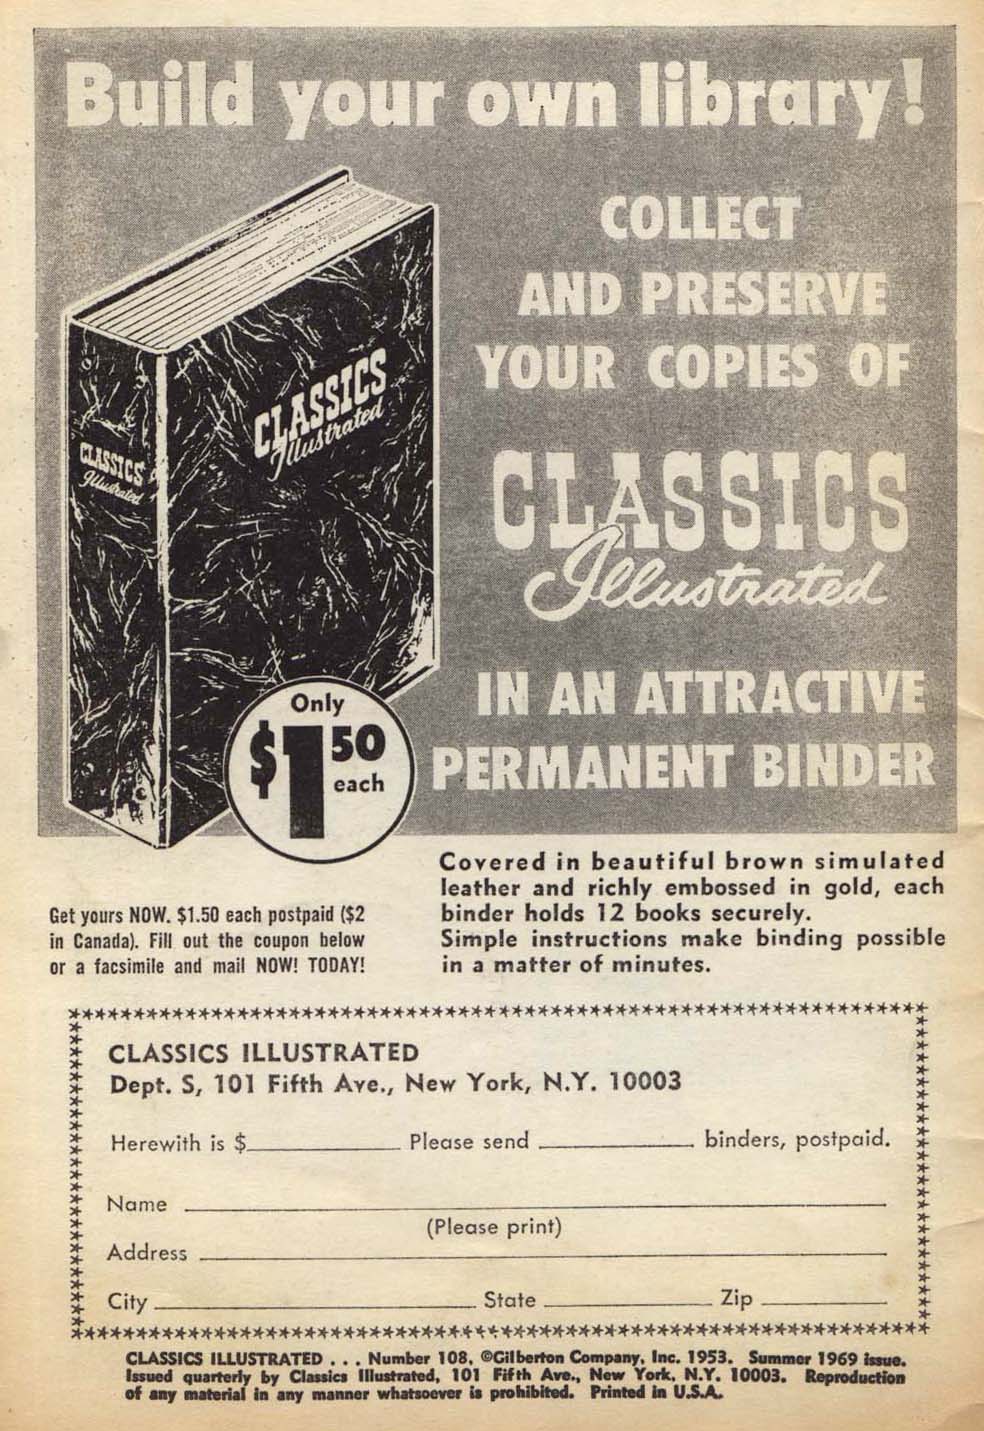 Build your own library!
COLLECT
AND PRESERVE
YOUR COPIES OF
CLASSICS
Illustrated
IN AN ATTRACTIVE
PERMANENT BINDER
CLASSICS
Illustrated
CLASSICS
Illustrated
Only
$1.50
each
Covered in beautiful brown simulated
leather and richly embossed in gold, each
binder holds 12 books securely.
Simple instructions make binding possible
in a matter of minutes.
Get yours NOW. $1.50 each postpaid ($2
in Canada). Fill out the coupon below
or a facsimile and mail NOW! TODAY!
CLASSICS ILLUSTRATED
Dept. S, 101 Fifth Ave., New York, N.Y. 10003
Herewith is $ Please send binders, postpaid.
Name
(Please print)
Address
City State Zip
CLASSICS ILLUSTRATED . . . Number 108, ©Gilberton Company, Inc. 1953. Summer 1969 issue.
Issued quarterly by Classics Illustrated, 101 Fifth Ave., New York, N.Y. 10003. Reproduction
of any material in any manner whatsoever is prohibited. Printed in U.S.A.